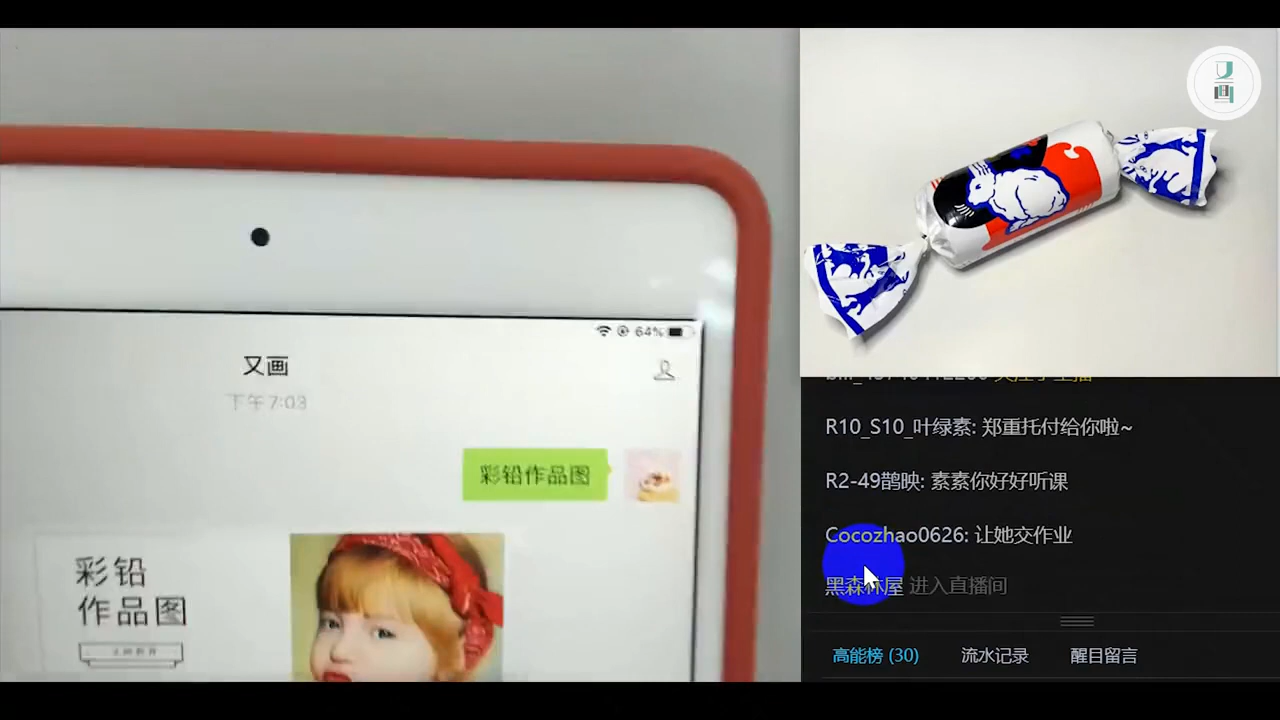 64%
又画
下午7:03
彩铅作品图
彩铅
作品图
R10_S10_叶绿素: 郑重托付给你啦~
R2-49鹊映: 素素你好好听课
Cocozhao0626: 让她交作业
黑森林屋 进入直播间
高能榜 (30)
流水记录
醒目留言